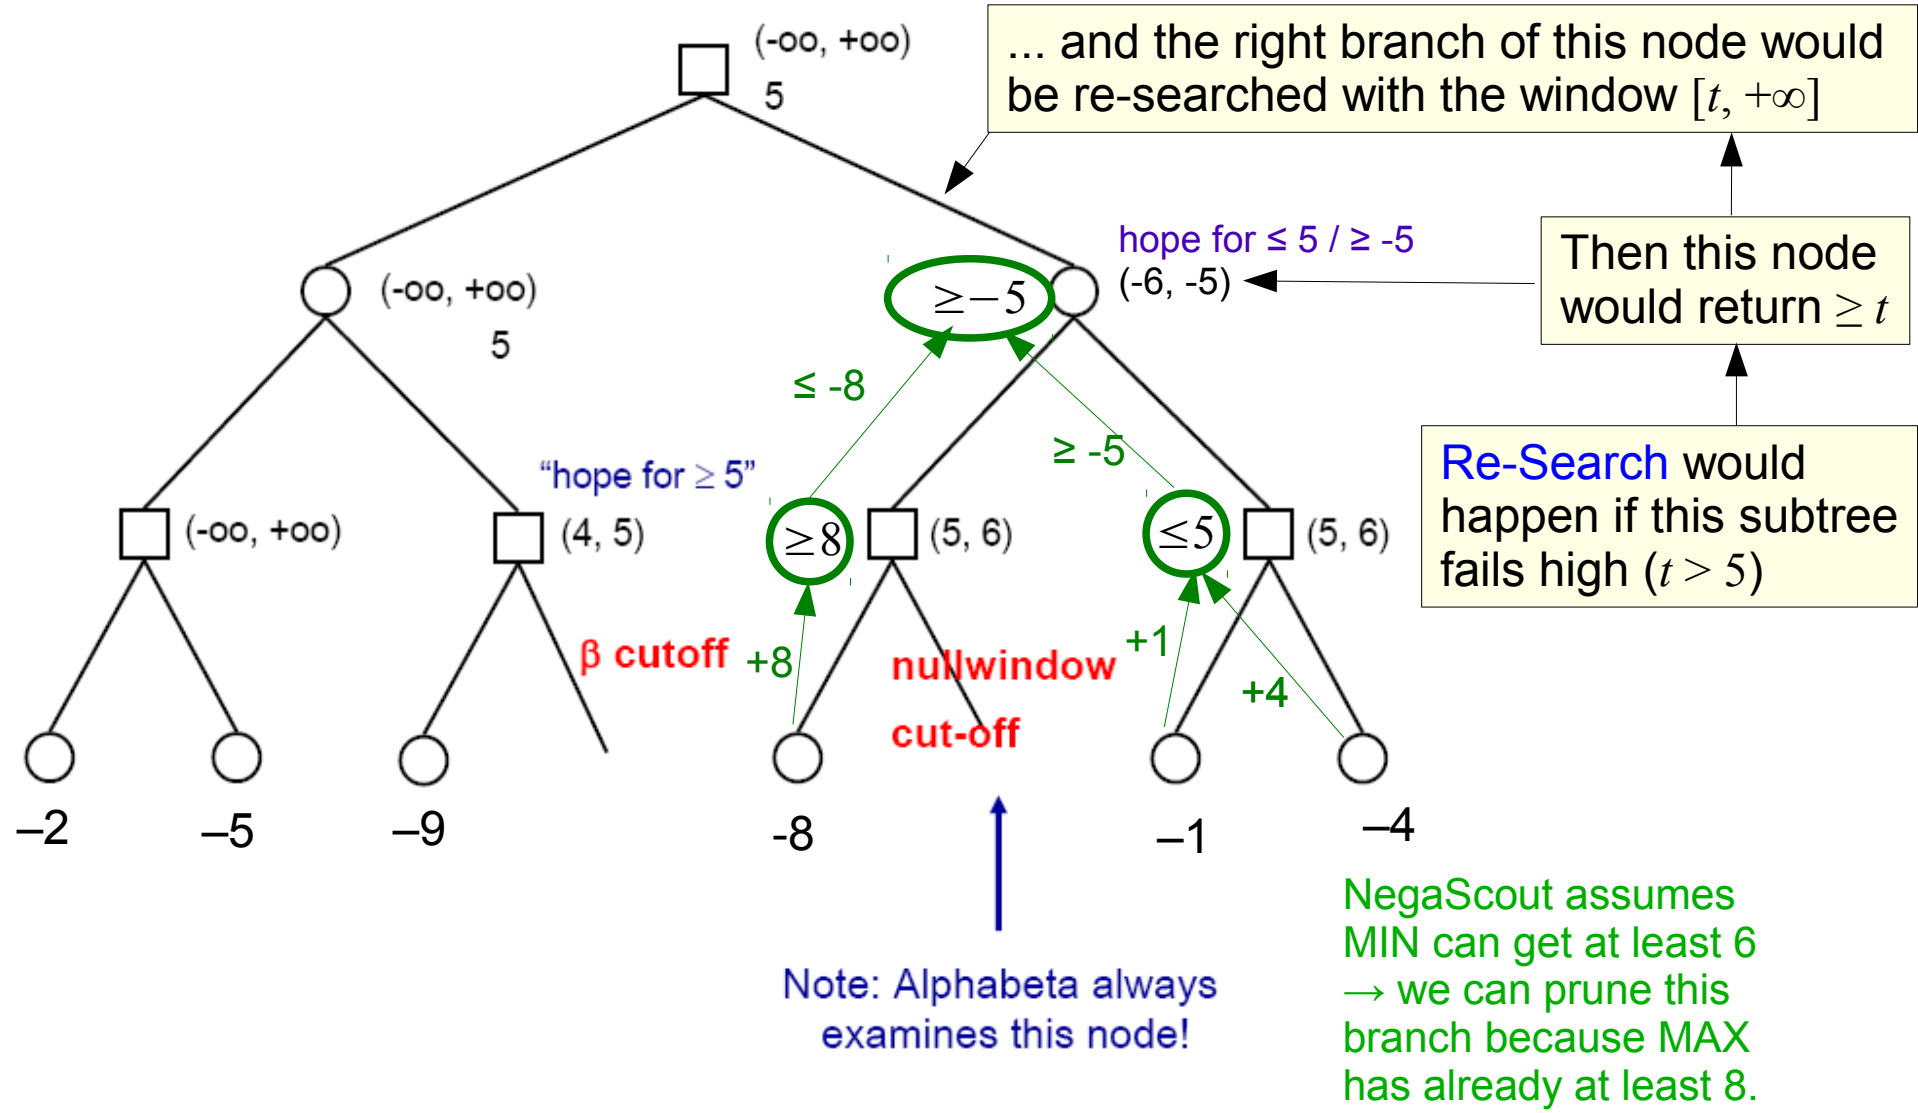 (-oo, +oo)
5
... and the right branch of this node would
be re-searched with the window [t, +∞]
hope for ≤ 5 / ≥ -5
(-6, -5)
Then this node
would return ≥ t
(-oo, +oo)
5
≥−5
≤ -8
≥ -5
Re-Search would
happen if this subtree
fails high (t > 5)
“hope for ≥ 5”
(-oo, +oo)
(4, 5)
≥8
(5, 6)
≤5
(5, 6)
β cutoff
+8
nullwindow
cut-off
+1
+4
–2
–5
–9
-8
–1
–4
Note: Alphabeta always
examines this node!
NegaScout assumes
MIN can get at least 6
→ we can prune this
branch because MAX
has already at least 8.